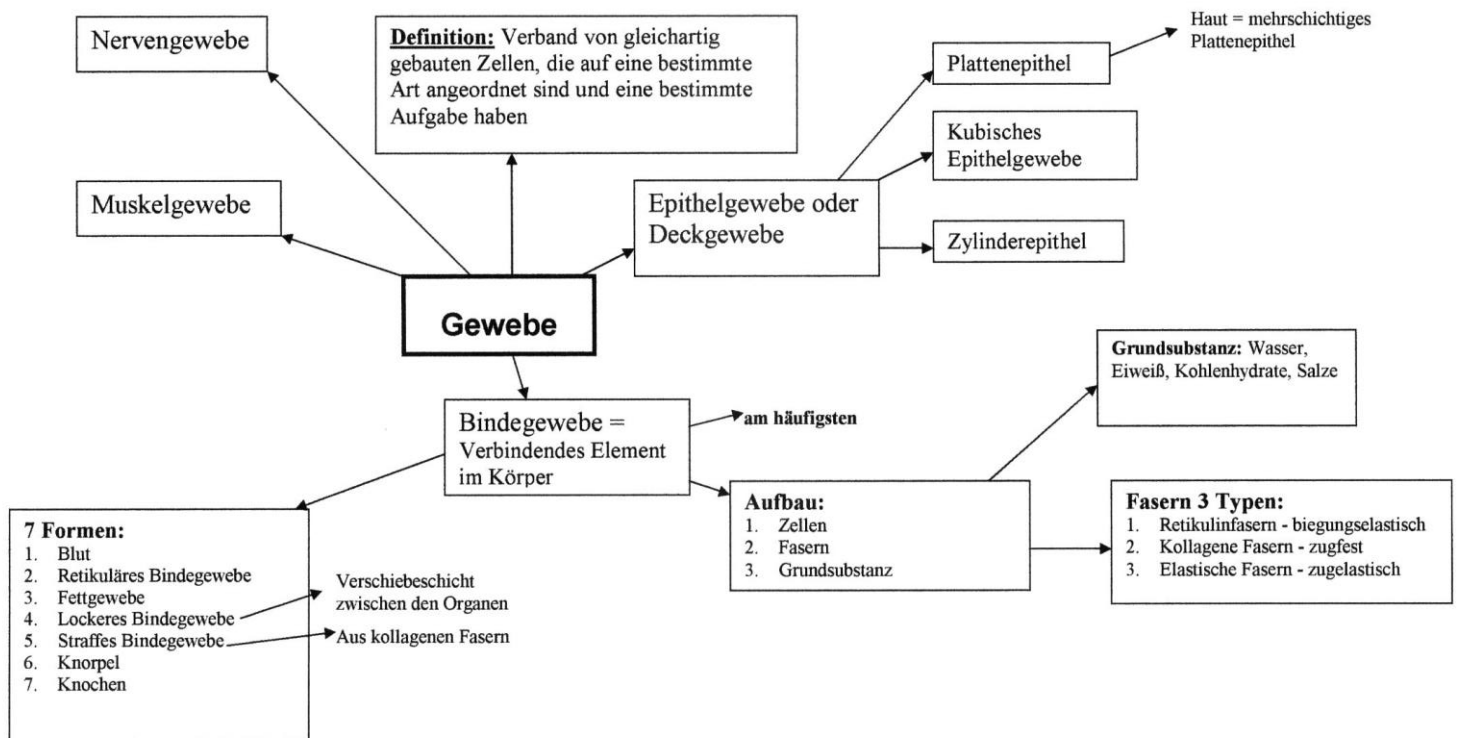 Nervengewebe
Definition: Verband von gleichartig
gebauten Zellen, die auf eine bestimmte
Art angeordnet sind und eine bestimmte
Aufgabe haben
Haut = mehrschichtiges
Plattenepithel
Plattenepithel
Kubisches
Epithelgewebe
Muskelgewebe
Epithelgewebe oder
Deckgewebe
Zylinderepithel
Gewebe
Grundsubstanz: Wasser,
Eiweiß, Kohlenhydrate, Salze
Bindegewebe =
Verbindendes Element
im Körper
am häufigsten
Aufbau:
1. Zellen
2. Fasern
3. Grundsubstanz
Fasern 3 Typen:
1. Retikulinfasern - biegungselastisch
2. Kollagene Fasern - zugfest
3. Elastische Fasern - zugelastisch
7 Formen:
1. Blut
2. Retikuläres Bindegewebe
3. Fettgewebe
4. Lockeres Bindegewebe
5. Straffes Bindegewebe
6. Knorpel
7. Knochen
Verschiebeschicht
zwischen den Organen
Aus kollagenen Fasern